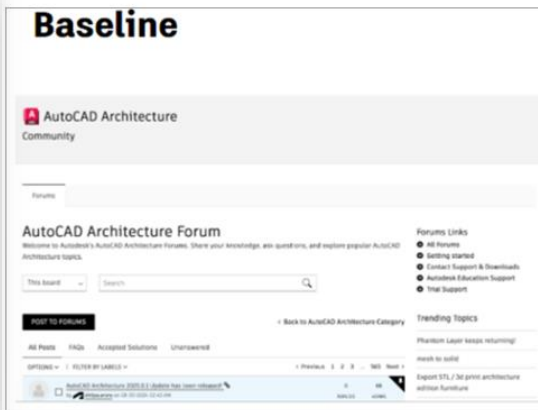 Baseline
AutoCAD Architecture
Community
Forums
AutoCAD Architecture Forum
Welcome to Autodesk's AutoCAD Architecture Forums. Share your knowledge, ask questions, and explore popular AutoCAD
Architecture topics.
This board
Search
POST TO FORUMS
‹ Back to AutoCAD Architecture Category
All Posts FAQs Accepted Solutions Unanswered
OPTIONS | FILTER BY LABELS
‹ Previous 1 2 3 … 565 Next ›
AutoCAD Architecture 2025.0.1 Update has been released!
by on
0
Forums Links
All Forums
Getting started
Contact Support & Downloads
Autodesk Education Support
Trial Support
Trending Topics
Phantom Layer keeps returning!
mesh to solid
Export STL / 3d print architecture
edition furniture